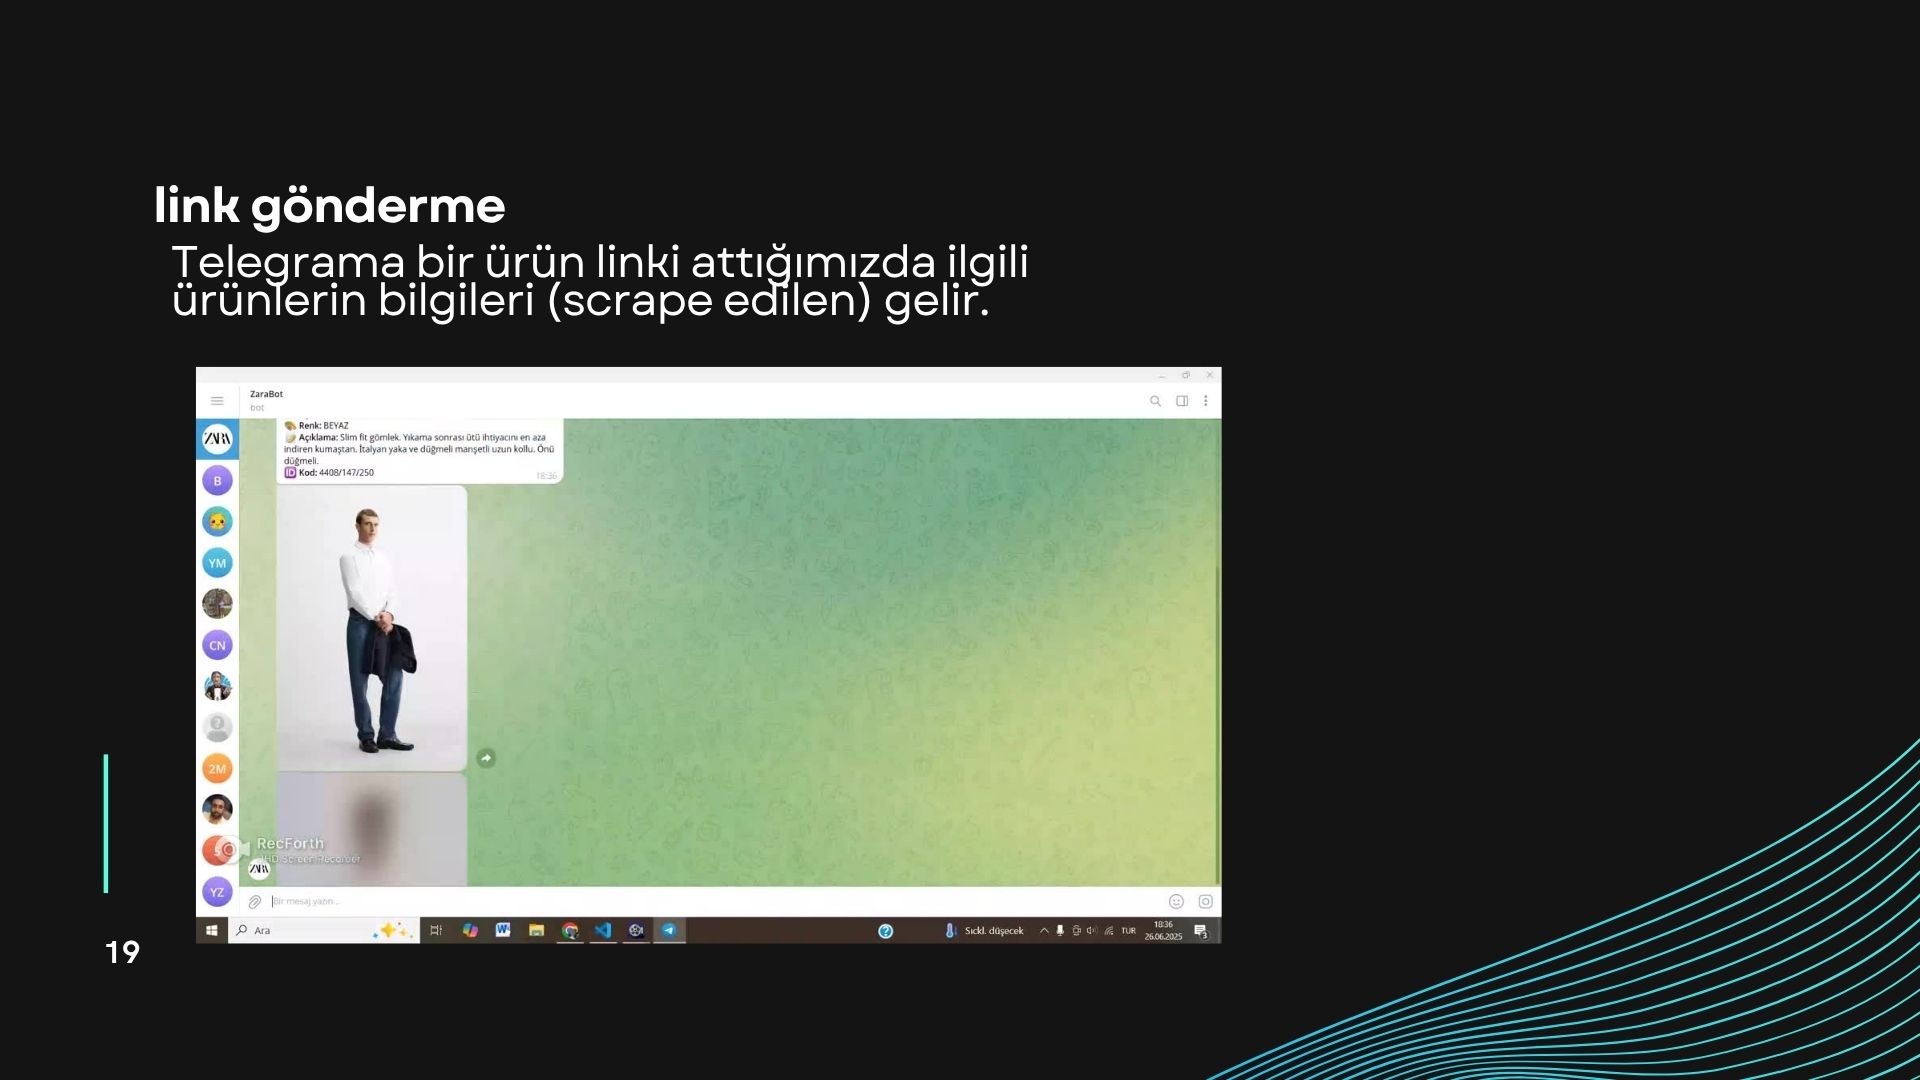 link gönderme
Telegrama bir ürün linki attığımızda ilgili
ürünlerin bilgileri (scrape edilen) gelir.
ZaraBot
bot
ZARA
Renk: BEYAZ
Açıklama: Slim fit gömlek. Yıkama sonrası ütü ihtiyacını en aza
indiren kumaştan. İtalyan yaka ve düğmeli manşetli uzun kollu. Önü
düğmeli.
ID Kod: 4408/147/250
18:36
B
YM
CN
?
2M
S
YZ
RecForth
HD Screen Recorder
ZARA
Bir mesaj yazın...
Ara
Sıckl. düşecek
TUR
18:36
26.06.2025
3
19